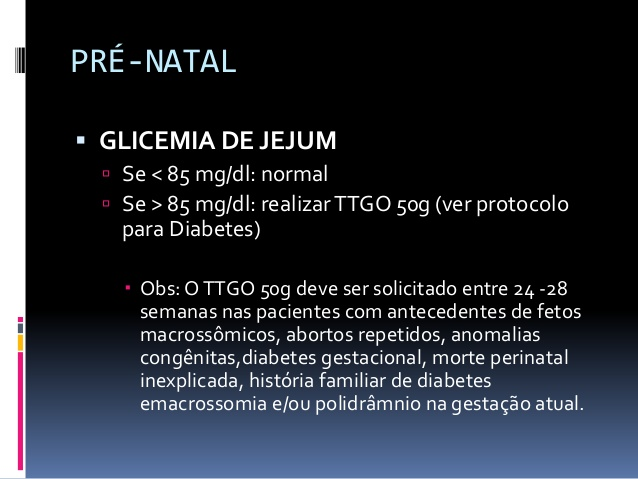 PRÉ-NATAL
GLICEMIA DE JEJUM
Se < 85 mg/dl: normal
Se > 85 mg/dl: realizar TTGO 50g (ver protocolo
para Diabetes)
Obs: O TTGO 50g deve ser solicitado entre 24 -28
semanas nas pacientes com antecedentes de fetos
macrossômicos, abortos repetidos, anomalias
congênitas,diabetes gestacional, morte perinatal
inexplicada, história familiar de diabetes
emacrossomia e/ou polidrâmnio na gestação atual.